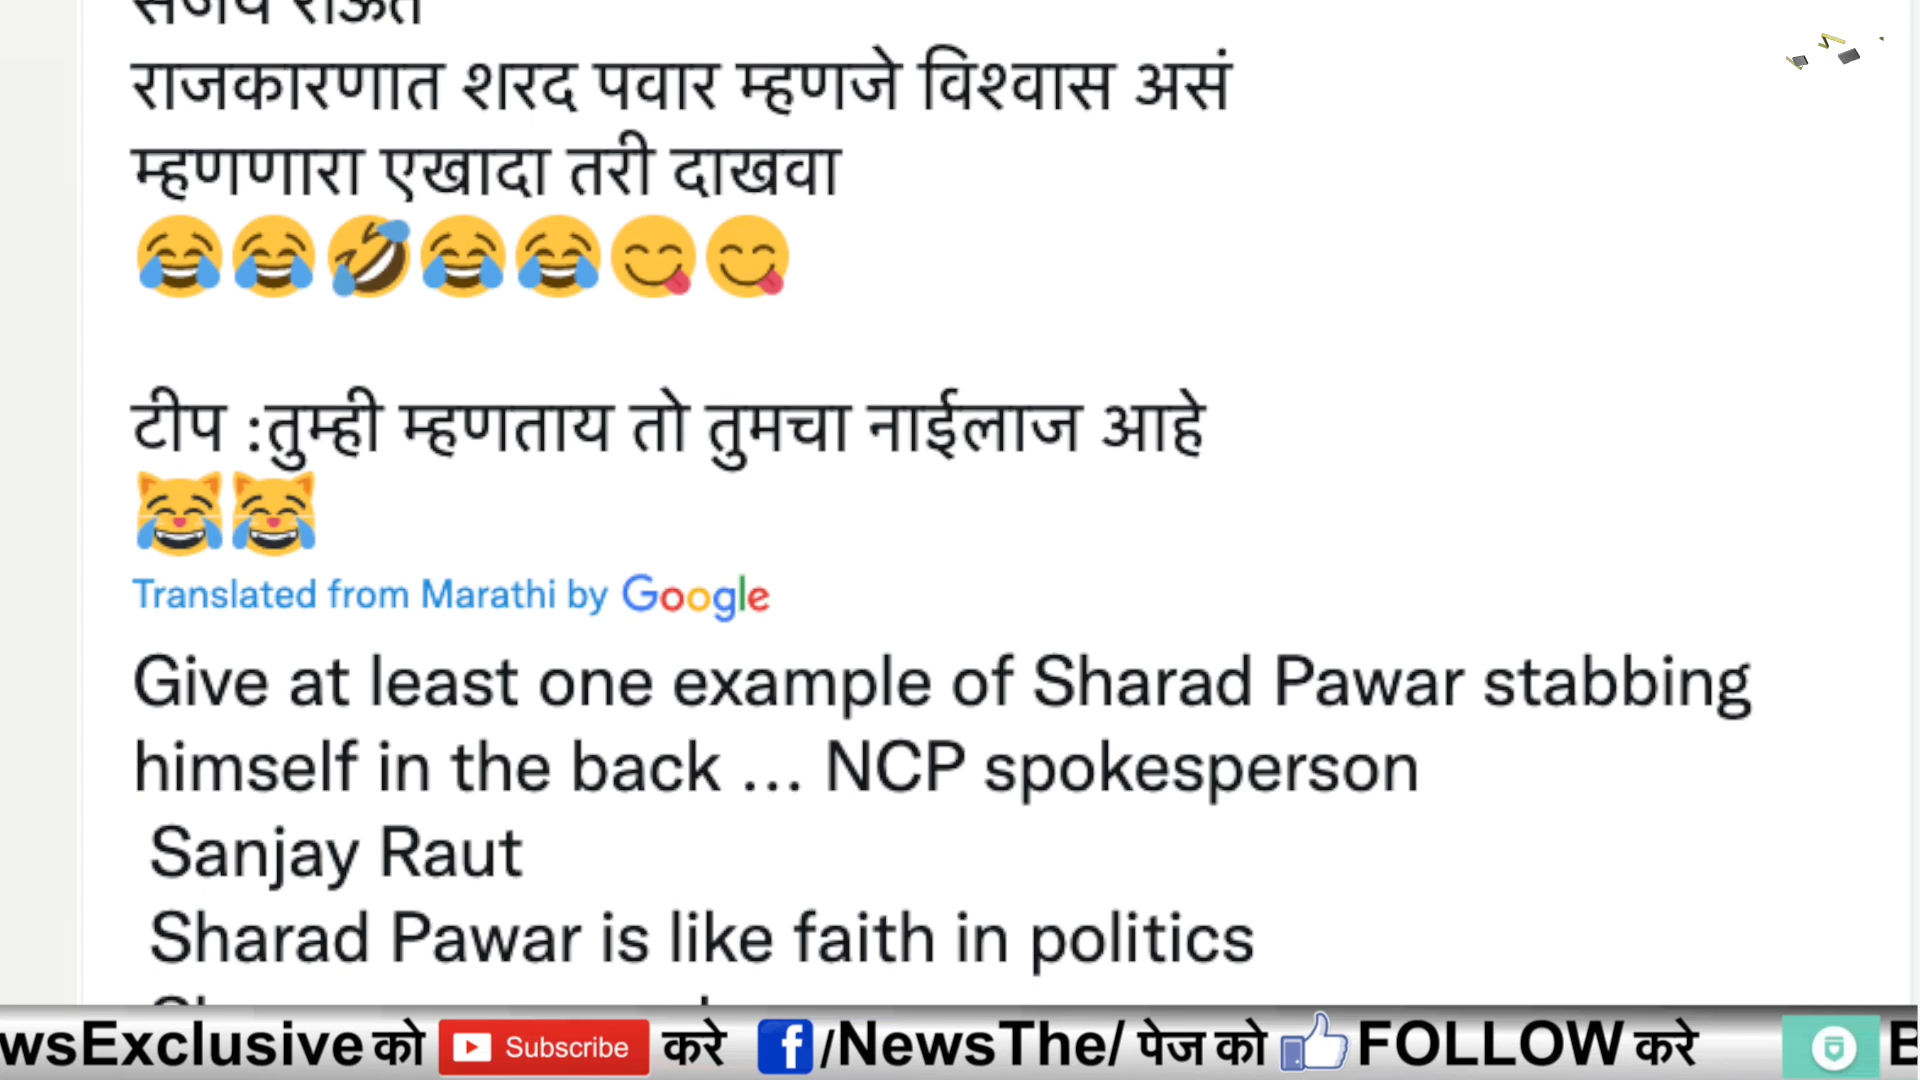 संजय राऊत
राजकारणात शरद पवार म्हणजे विश्वास असं
म्हणणारा एखादा तरी दाखवा
😂😂🤣😂😂😋😋
टीप :तुम्ही म्हणताय तो तुमचा नाईलाज आहे
😹😹
Translated from Marathi by Google
Give at least one example of Sharad Pawar stabbing
himself in the back ... NCP spokesperson
Sanjay Raut
Sharad Pawar is like faith in politics
wsExclusive को Subscribe करे f/NewsThe/ पेज को FOLLOW करे